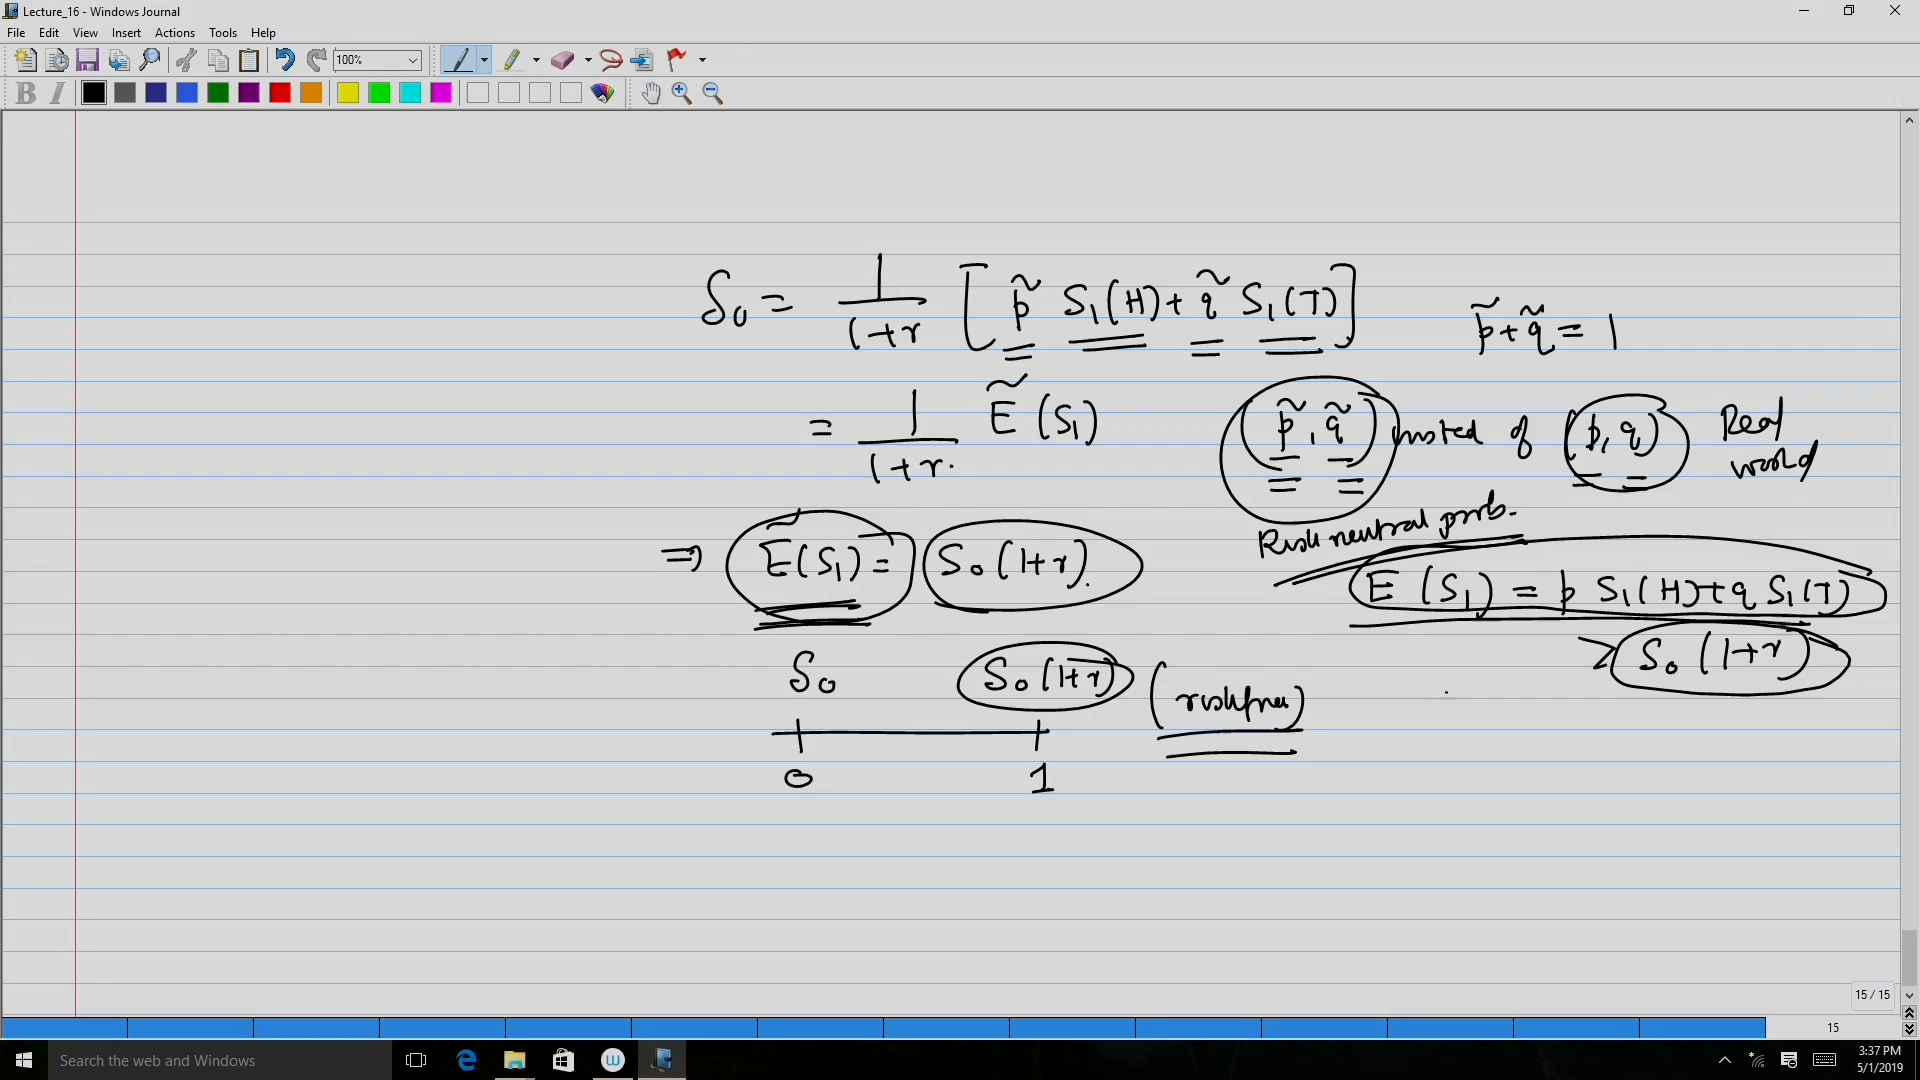 Lecture_16 - Windows Journal
File Edit View Insert Actions Tools Help
100%
B I
S₀ = 1/(1+r) [ p̃ S₁(H) + q̃ S₁(T) ]
p̃ + q̃ = 1
= 1/(1+r) Ẽ (S₁)
(p̃, q̃) insted of (p, q) Real world
Risk neutral prob.
⇒ Ẽ(S₁) = S₀(1+r).
E (S₁) = p S₁(H) + q S₁(T)
> S₀ (1+r)
S₀ S₀(1+r) (riskfree)
0 1
15 / 15
15
Search the web and Windows
3:37 PM
5/1/2019